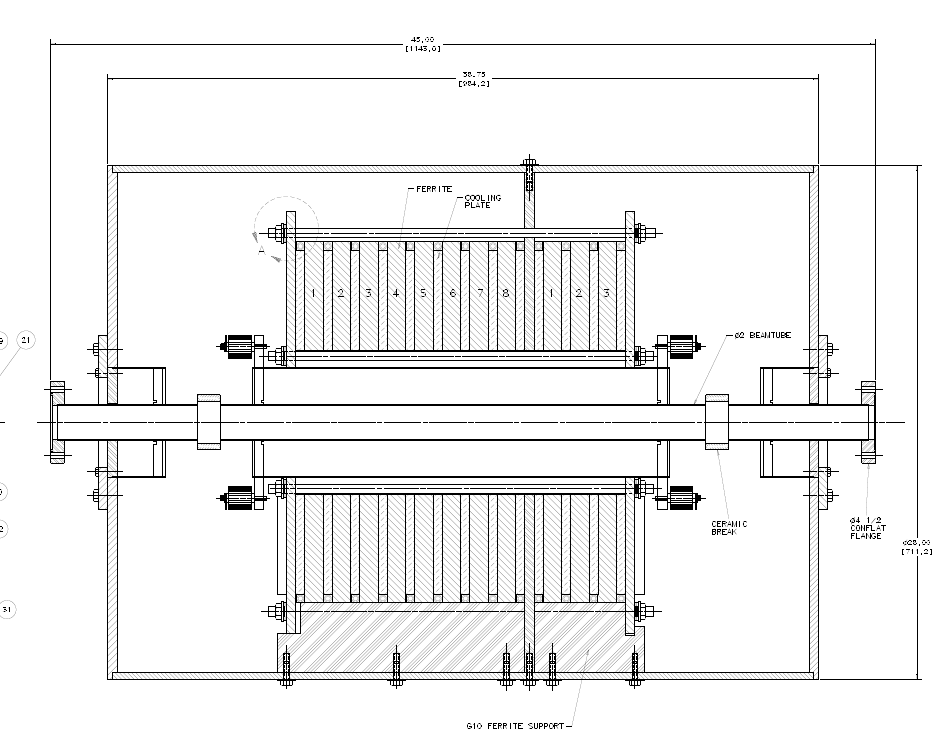 45,00
[1143,0]
38,75
[984,2]
FERRITE
COOLING
PLATE
A
1 2 3 4 5 6 7 8 1 2 3
21
Ø2 BEAMTUBE
CERAMIC
BREAK
Ø4 1/2
CONFLAT
FLANGE
Ø28,00
[711,2]
31
G10 FERRITE SUPPORT